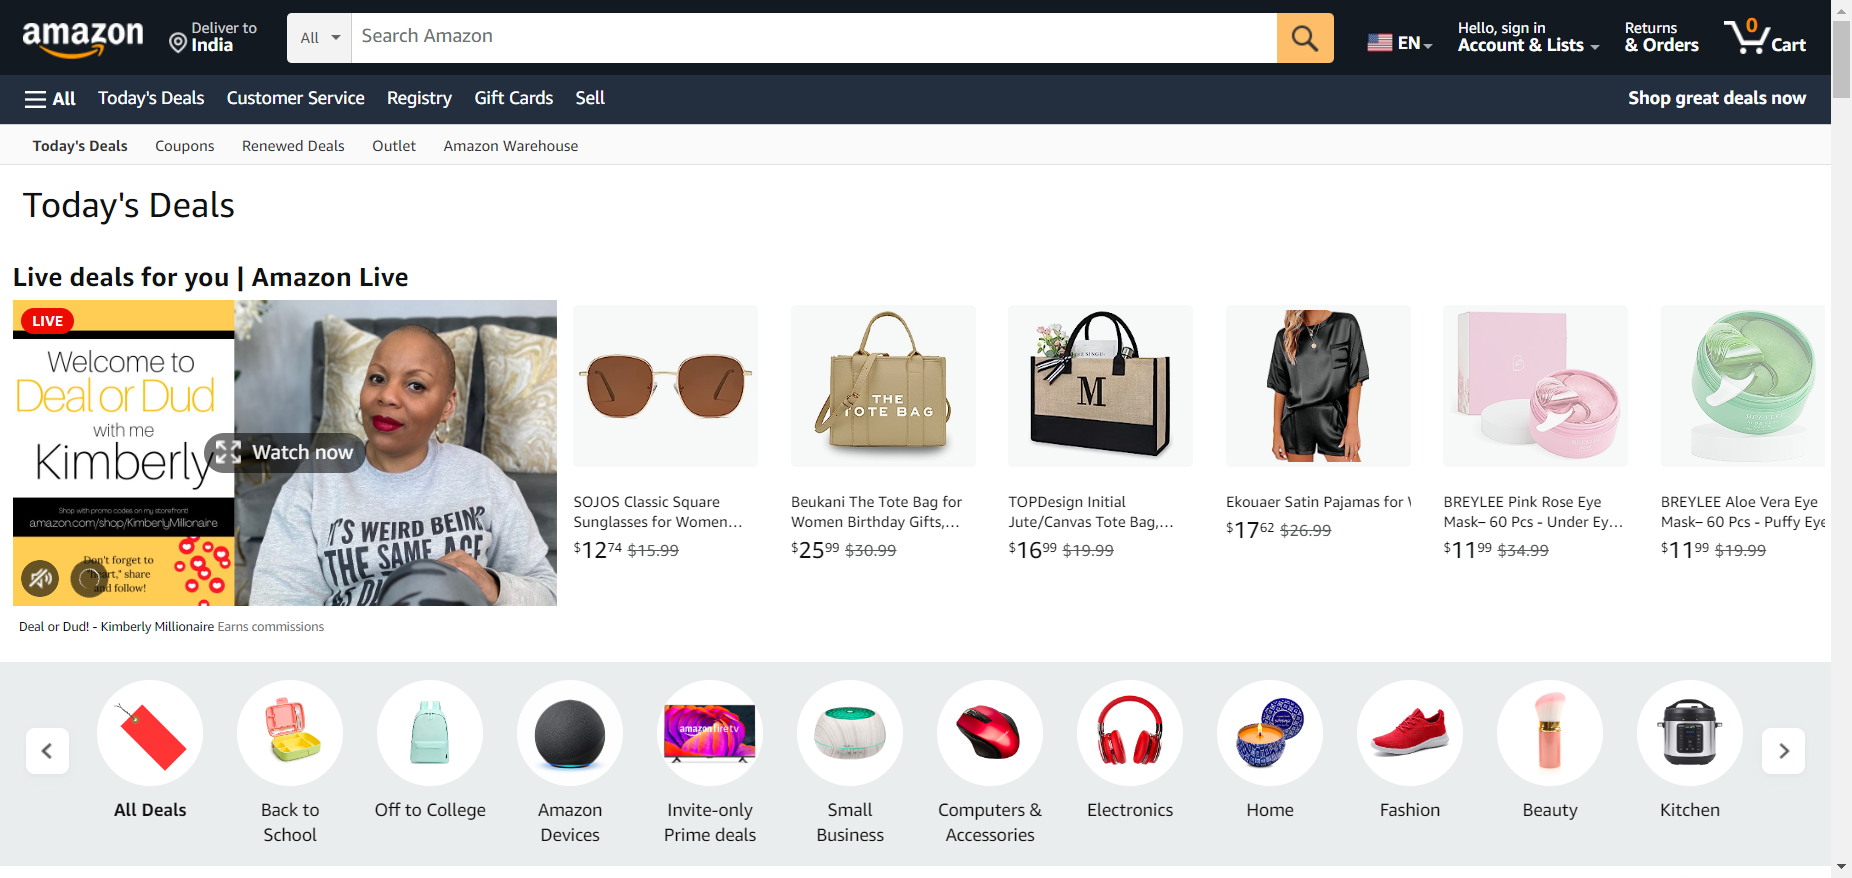 amazon
Deliver to
India
All
Search Amazon
EN
Hello, sign in
Account & Lists
Returns
& Orders
0
Cart
All
Today's Deals
Customer Service
Registry
Gift Cards
Sell
Shop great deals now
Today's Deals
Coupons
Renewed Deals
Outlet
Amazon Warehouse
Today's Deals
Live deals for you | Amazon Live
LIVE
Welcome to
Deal or Dud
with me
Kimberly
Shop with promo codes on my storefront!
amazon.com/shop/KimberlyMillionaire
Don't forget to
"heart," share
and follow!
Watch now
IT'S WEIRD BEING
THE SAME AGE
AS OLD
Deal or Dud! - Kimberly Millionaire Earns commissions
SOJOS Classic Square
Sunglasses for Women...
$12 74 $15.99
THE
TOTE BAG
Beukani The Tote Bag for
Women Birthday Gifts,...
$25 99 $30.99
M
TOPDesign Initial
Jute/Canvas Tote Bag,...
$16 99 $19.99
Ekouaer Satin Pajamas for
$17 62 $26.99
BREYLEE
BREYLEE Pink Rose Eye
Mask– 60 Pcs - Under Ey...
$11 99 $34.99
BREYLEE Aloe Vera Eye
Mask– 60 Pcs - Puffy Eye
$11 99 $19.99
All Deals
Back to
School
Off to College
Amazon
Devices
amazon fire tv
Invite-only
Prime deals
Small
Business
Computers &
Accessories
Electronics
Home
Fashion
Beauty
Kitchen